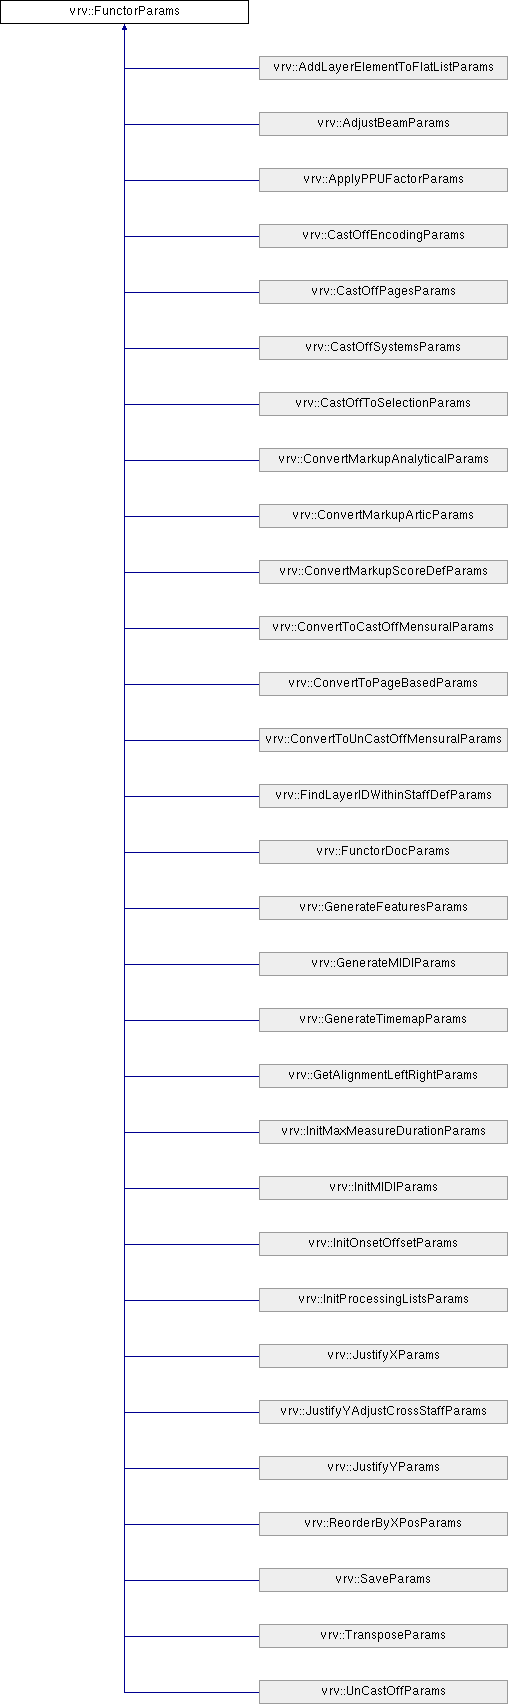 vrv::FunctorParams
vrv::AddLayerElementToFlatListParams
vrv::AdjustBeamParams
vrv::ApplyPPUFactorParams
vrv::CastOffEncodingParams
vrv::CastOffPagesParams
vrv::CastOffSystemsParams
vrv::CastOffToSelectionParams
vrv::ConvertMarkupAnalyticalParams
vrv::ConvertMarkupArticParams
vrv::ConvertMarkupScoreDefParams
vrv::ConvertToCastOffMensuralParams
vrv::ConvertToPageBasedParams
vrv::ConvertToUnCastOffMensuralParams
vrv::FindLayerIDWithinStaffDefParams
vrv::FunctorDocParams
vrv::GenerateFeaturesParams
vrv::GenerateMIDIParams
vrv::GenerateTimemapParams
vrv::GetAlignmentLeftRightParams
vrv::InitMaxMeasureDurationParams
vrv::InitMIDIParams
vrv::InitOnsetOffsetParams
vrv::InitProcessingListsParams
vrv::JustifyXParams
vrv::JustifyYAdjustCrossStaffParams
vrv::JustifyYParams
vrv::ReorderByXPosParams
vrv::SaveParams
vrv::TransposeParams
vrv::UnCastOffParams